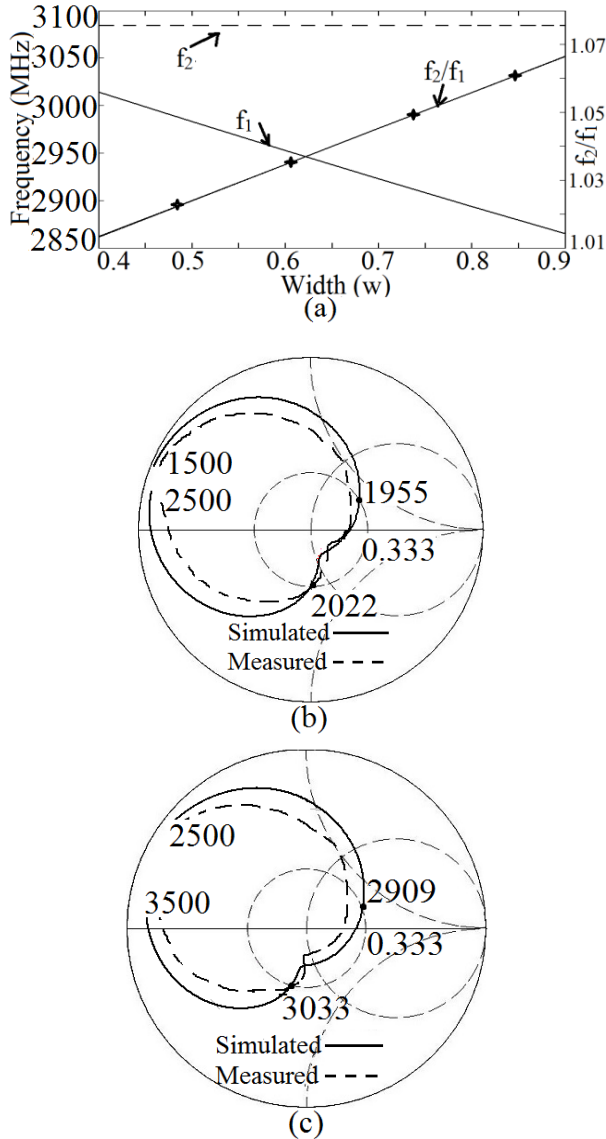 Frequency (MHz)
3100
3050
3000
2950
2900
2850
f₂
f₁
f₂/f₁
1.07
1.05
1.03
1.01
f₂/f₁
0.4 0.5 0.6 0.7 0.8 0.9
Width (w)
(a)
1500
2500
1955
0.333
2022
Simulated
Measured
(b)
2500
3500
2909
0.333
3033
Simulated
Measured
(c)